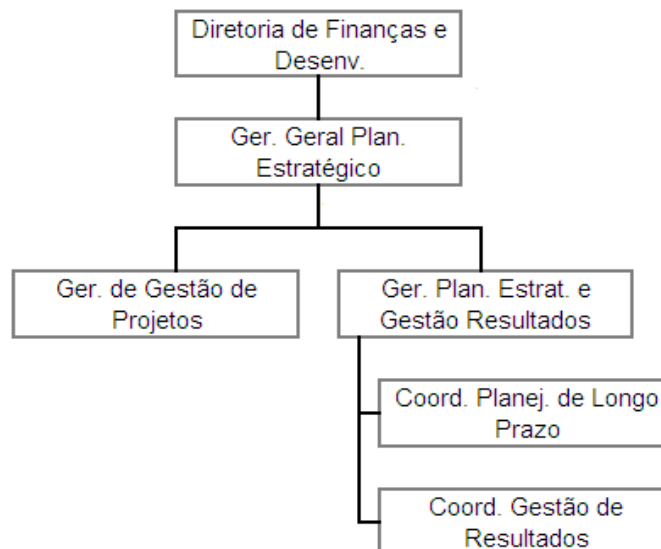 Diretoria de Finanças e
Desenv.
Ger. Geral Plan.
Estratégico
Ger. de Gestão de
Projetos
Ger. Plan. Estrat. e
Gestão Resultados
Coord. Planej. de Longo
Prazo
Coord. Gestão de
Resultados